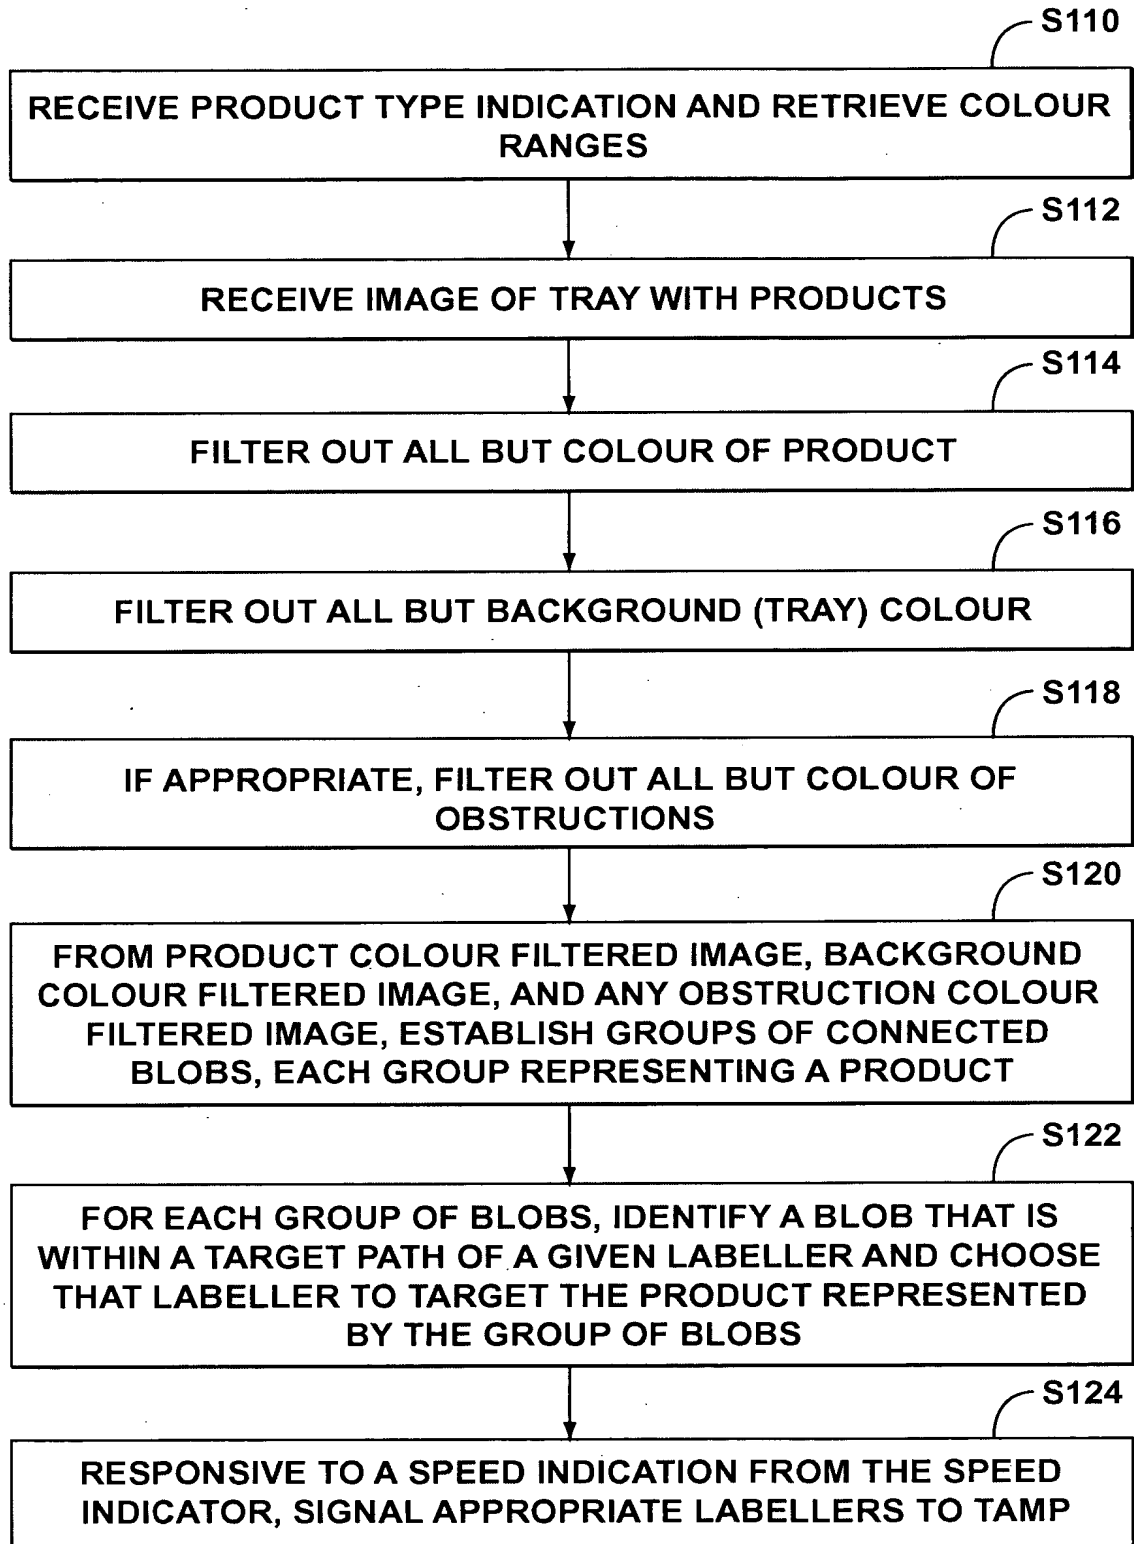 S110
RECEIVE PRODUCT TYPE INDICATION AND RETRIEVE COLOUR
RANGES
S112
RECEIVE IMAGE OF TRAY WITH PRODUCTS
S114
FILTER OUT ALL BUT COLOUR OF PRODUCT
S116
FILTER OUT ALL BUT BACKGROUND (TRAY) COLOUR
S118
IF APPROPRIATE, FILTER OUT ALL BUT COLOUR OF
OBSTRUCTIONS
S120
FROM PRODUCT COLOUR FILTERED IMAGE, BACKGROUND
COLOUR FILTERED IMAGE, AND ANY OBSTRUCTION COLOUR
FILTERED IMAGE, ESTABLISH GROUPS OF CONNECTED
BLOBS, EACH GROUP REPRESENTING A PRODUCT
S122
FOR EACH GROUP OF BLOBS, IDENTIFY A BLOB THAT IS
WITHIN A TARGET PATH OF A GIVEN LABELLER AND CHOOSE
THAT LABELLER TO TARGET THE PRODUCT REPRESENTED
BY THE GROUP OF BLOBS
S124
RESPONSIVE TO A SPEED INDICATION FROM THE SPEED
INDICATOR, SIGNAL APPROPRIATE LABELLERS TO TAMP